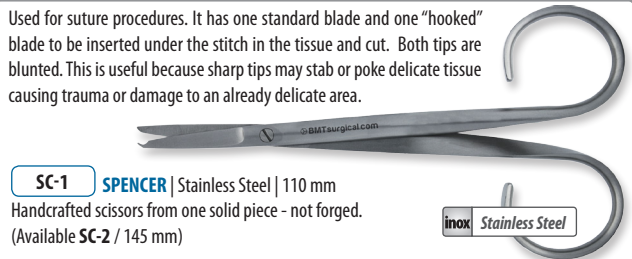 Used for suture procedures. It has one standard blade and one “hooked”
blade to be inserted under the stitch in the tissue and cut. Both tips are
blunted. This is useful because sharp tips may stab or poke delicate tissue
causing trauma or damage to an already delicate area.
BMTsurgical.com
SC-1 SPENCER | Stainless Steel | 110 mm
Handcrafted scissors from one solid piece - not forged.
(Available SC-2 / 145 mm)
inox Stainless Steel